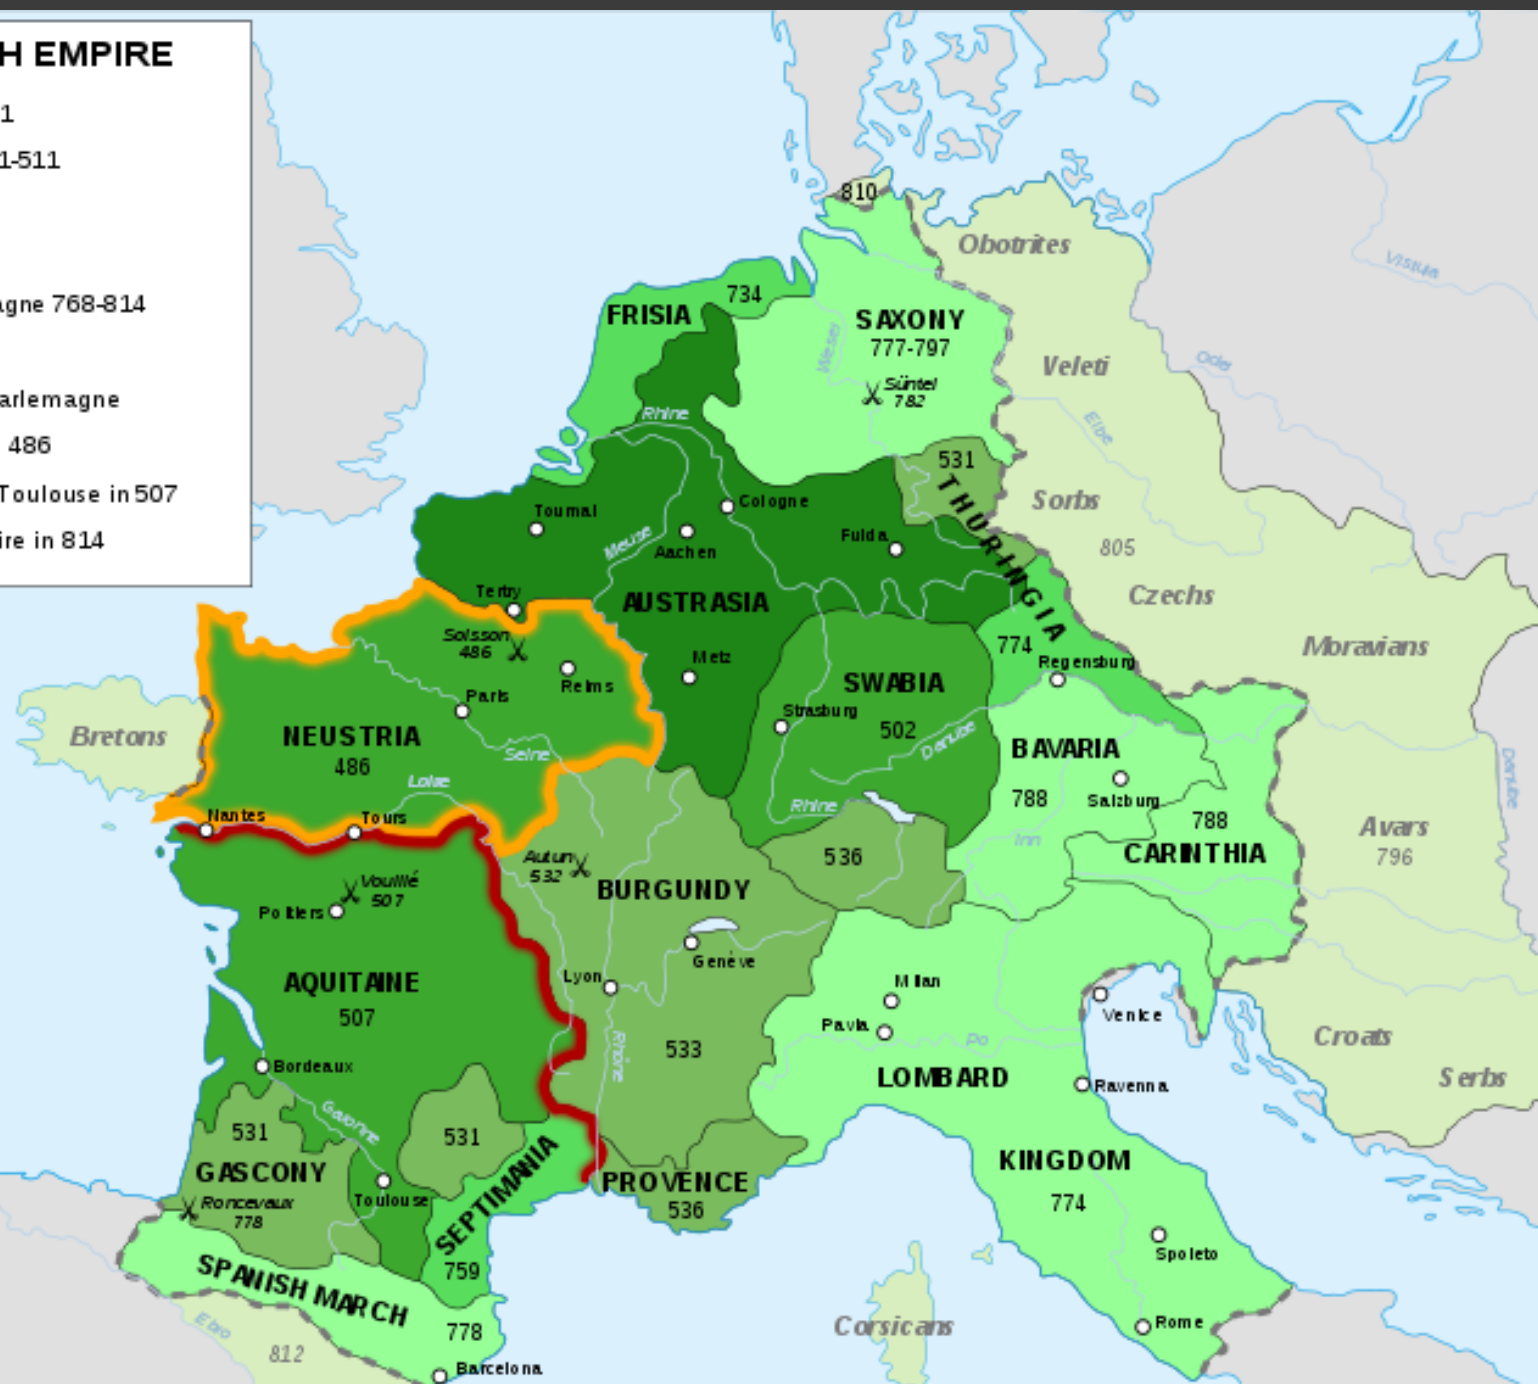 H EMPIRE
1
1-511
agne 768-814
arlemagne
486
Toulouse in 507
ire in 814
810
Obotrites
Vistula
734
FRISIA
SAXONY
777-797
Weser
Süntel
782
Veleti
Oder
Elbe
Rhine
531
THURINGIA
Sorbs
805
Czechs
Moravians
Tournai
Cologne
Meuse
Aachen
Fulda
Tertry
AUSTRASIA
Soisson
486
Reims
Metz
774
Regensburg
SWABIA
Strasburg
502
Danube
Paris
Bretons
NEUSTRIA
486
Seine
Loire
BAVARIA
788
Salzburg
788
Danube
Rhine
Inn
CARINTHIA
Avars
796
Nantes
Tours
Autun
532
536
BURGUNDY
Vouillé
507
Poitiers
Genève
Lyon
AQUITAINE
507
Milan
Pavia
Po
Venice
Croats
Serbs
Rhône
533
Bordeaux
LOMBARD
Ravenna
Garonne
531
531
GASCONY
Roncevaux
778
Toulouse
SEPTIMANIA
759
PROVENCE
536
KINGDOM
774
Spoleto
SPANISH MARCH
778
Ebro
812
Barcelona
Corsicans
Rome